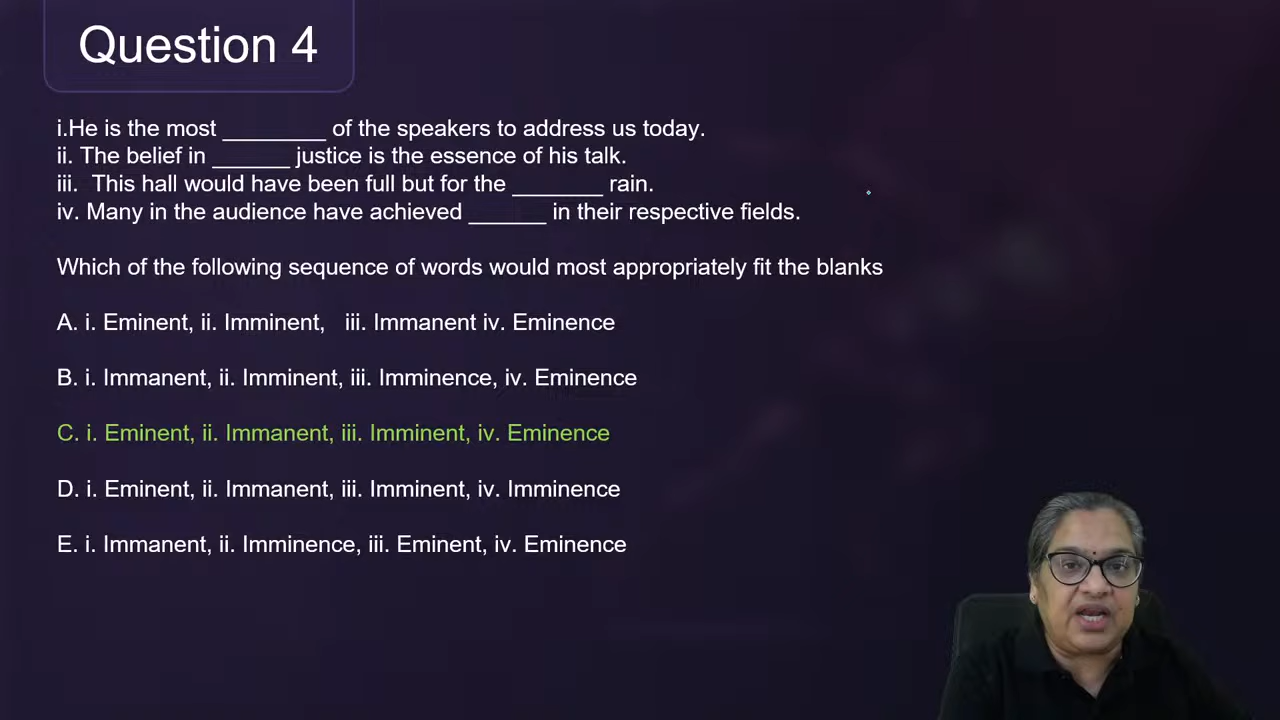 Question 4
i.He is the most ________ of the speakers to address us today.
ii. The belief in ______ justice is the essence of his talk.
iii.  This hall would have been full but for the _______ rain.
iv. Many in the audience have achieved ______ in their respective fields.
Which of the following sequence of words would most appropriately fit the blanks
A. i. Eminent, ii. Imminent,   iii. Immanent iv. Eminence
B. i. Immanent, ii. Imminent, iii. Imminence, iv. Eminence
C. i. Eminent, ii. Immanent, iii. Imminent, iv. Eminence
D. i. Eminent, ii. Immanent, iii. Imminent, iv. Imminence
E. i. Immanent, ii. Imminence, iii. Eminent, iv. Eminence